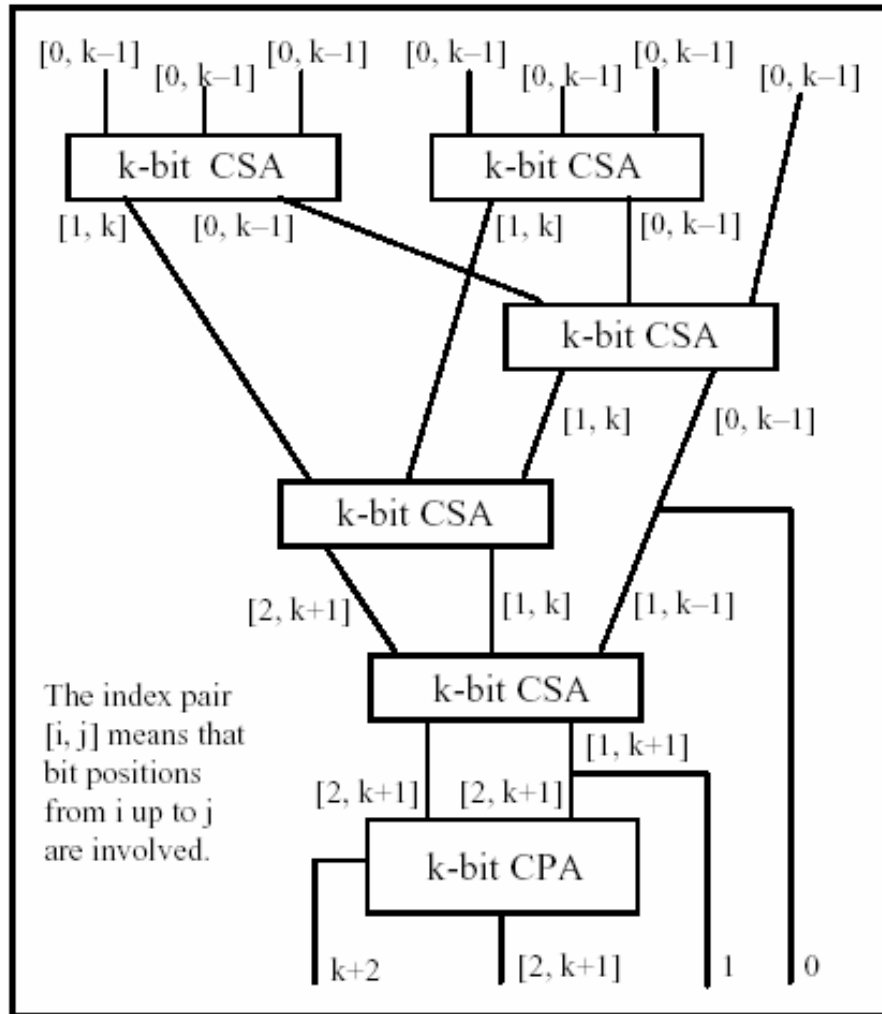 [0, k–1] [0, k–1] [0, k–1] [0, k–1] [0, k–1] [0, k–1] [0, k–1]
k-bit CSA k-bit CSA
[1, k] [0, k–1] [1, k] [0, k–1]
k-bit CSA
[1, k] [0, k–1]
k-bit CSA
[2, k+1] [1, k] [1, k–1]
k-bit CSA
The index pair
[i, j] means that
bit positions
from i up to j
are involved.
[1, k+1]
[2, k+1] [2, k+1]
k-bit CPA
k+2 [2, k+1] 1 0